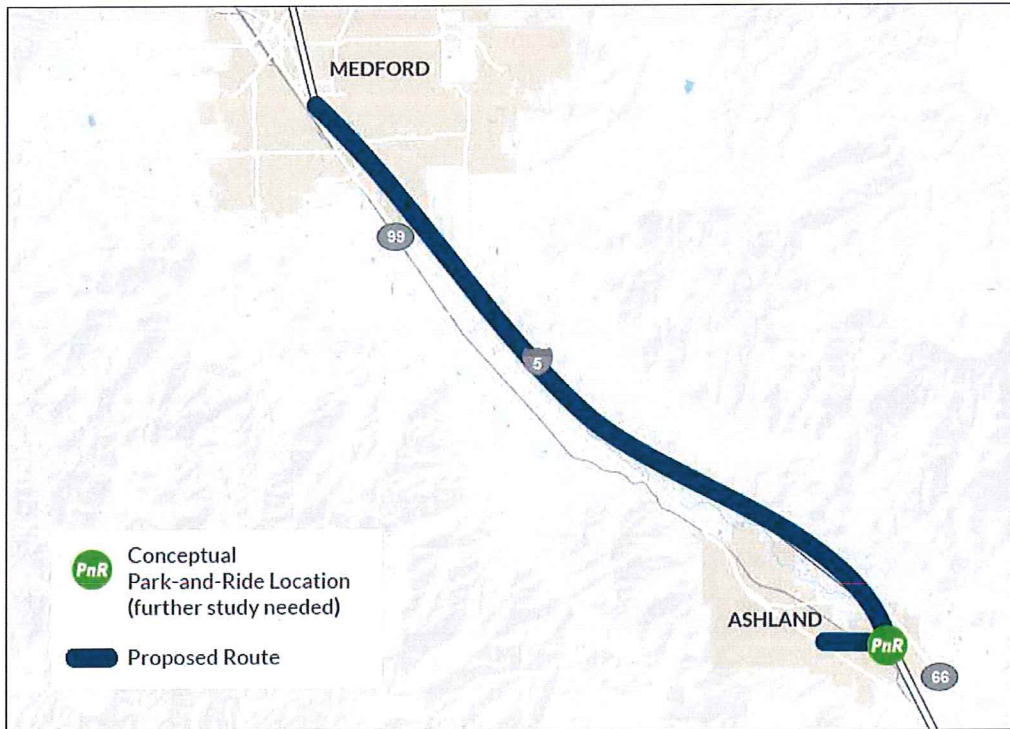 MEDFORD
99
5
ASHLAND
PnR
66
PnR
Conceptual
Park-and-Ride Location
(further study needed)
Proposed Route